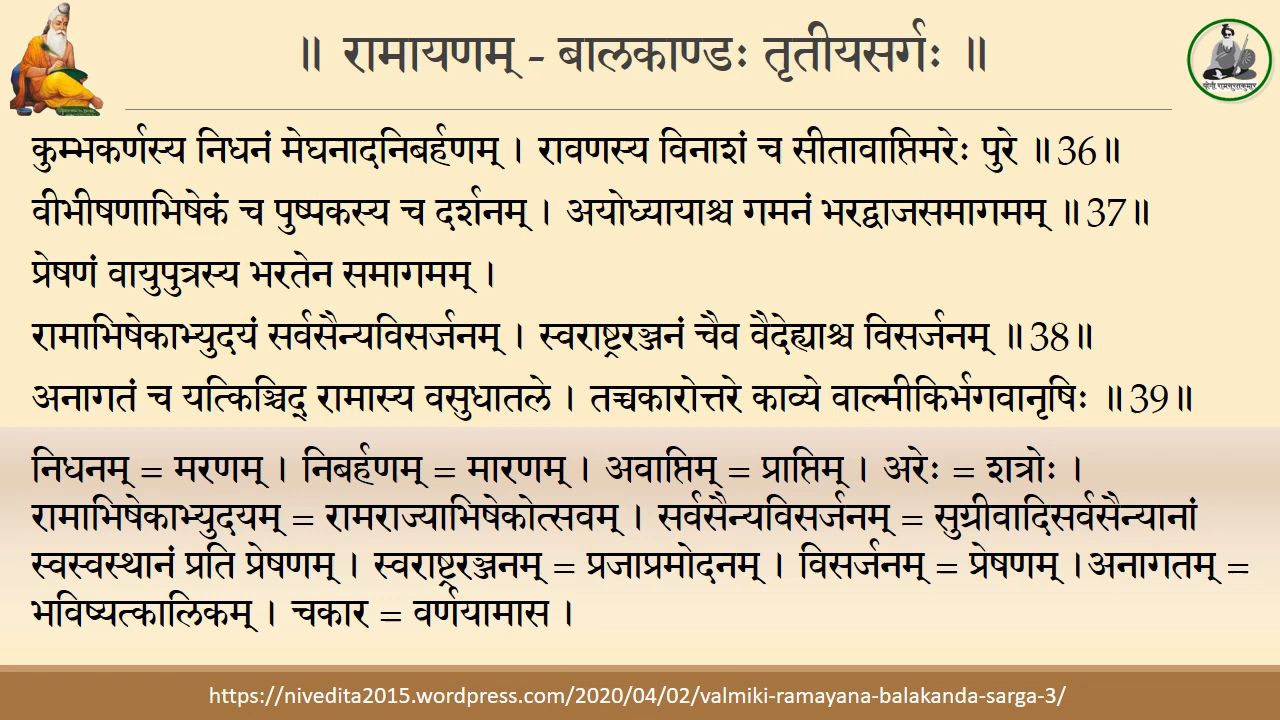 ॥ रामायणम् - बालकाण्डः तृतीयसर्गः ॥
योगी रामसुरतकुमार
कुम्भकर्णस्य निधनं मेघनादनिबर्हणम् । रावणस्य विनाशं च सीतावाप्तिमरेः पुरे ॥36॥
वीभीषणाभिषेकं च पुष्पकस्य च दर्शनम् । अयोध्यायाश्च गमनं भरद्वाजसमागमम् ॥37॥
प्रेषणं वायुपुत्रस्य भरतेन समागमम् ।
रामाभिषेकाभ्युदयं सर्वसैन्यविसर्जनम् । स्वराष्ट्ररञ्जनं चैव वैदेह्याश्च विसर्जनम् ॥38॥
अनागतं च यत्किञ्चिद् रामास्य वसुधातले । तच्चकारोत्तरे काव्ये वाल्मीकिर्भगवानृषिः ॥39॥
निधनम् = मरणम् । निबर्हणम् = मारणम् । अवाप्तिम् = प्राप्तिम् । अरेः = शत्रोः ।
रामाभिषेकाभ्युदयम् = रामराज्याभिषेकोत्सवम् । सर्वसैन्यविसर्जनम् = सुग्रीवादिसर्वसैन्यानां
स्वस्वस्थानं प्रति प्रेषणम् । स्वराष्ट्ररञ्जनम् = प्रजाप्रमोदनम् । विसर्जनम् = प्रेषणम् ।अनागतम् =
भविष्यत्कालिकम् । चकार = वर्णयामास ।
https://nivedita2015.wordpress.com/2020/04/02/valmiki-ramayana-balakanda-sarga-3/